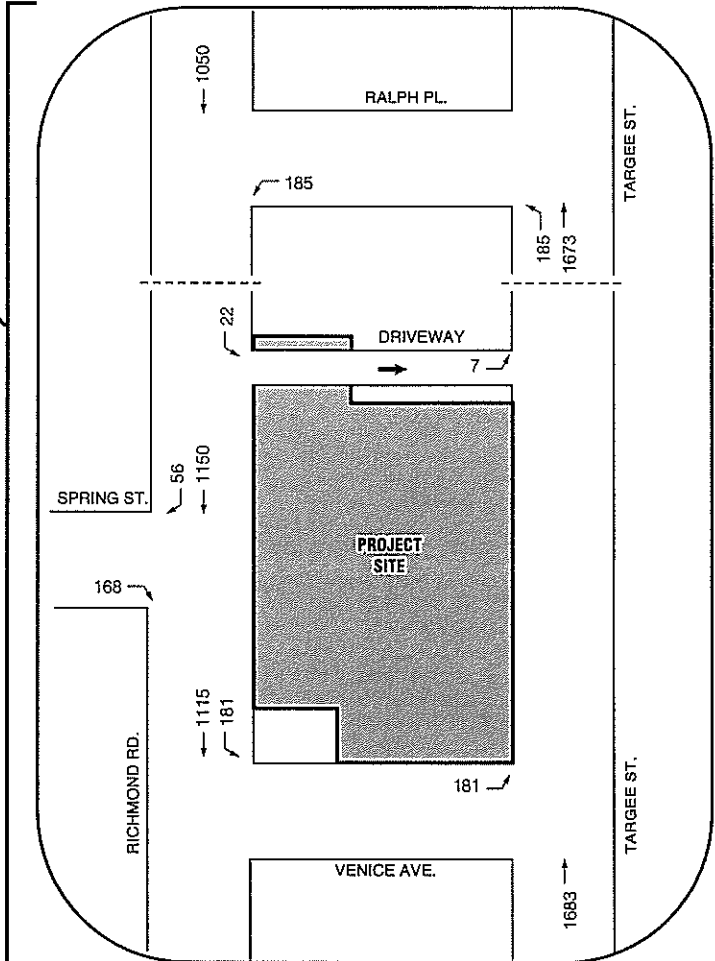 1050
RALPH PL.
TARGEE ST.
185
185
1673
22
DRIVEWAY
7
56
1150
SPRING ST.
PROJECT
SITE
168
1115
181
181
RICHMOND RD.
TARGEE ST.
VENICE AVE.
1683